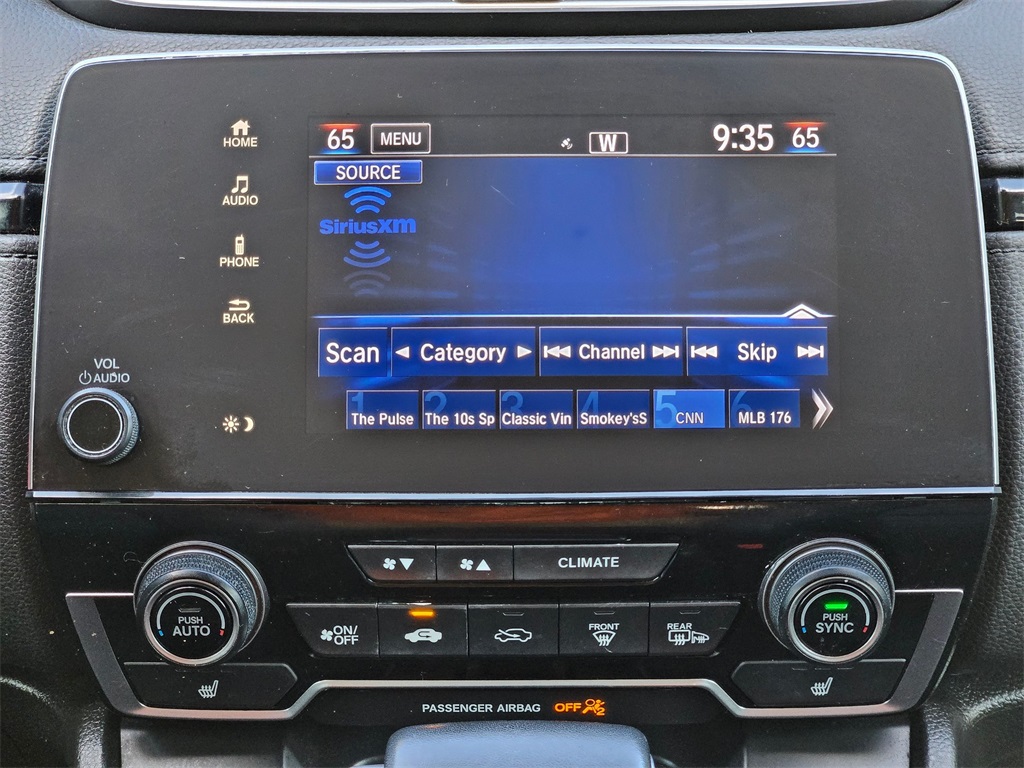 HOME
AUDIO
PHONE
BACK
VOL
AUDIO
65 MENU W 9:35 65
SOURCE
SiriusXM
Scan Category Channel Skip
1 2 3 4 5 6
The Pulse The 10s Sp Classic Vin Smokey'sS CNN MLB 176
CLIMATE
PUSH
AUTO
ON/
OFF
FRONT
REAR
PUSH
SYNC
PASSENGER AIRBAG OFF